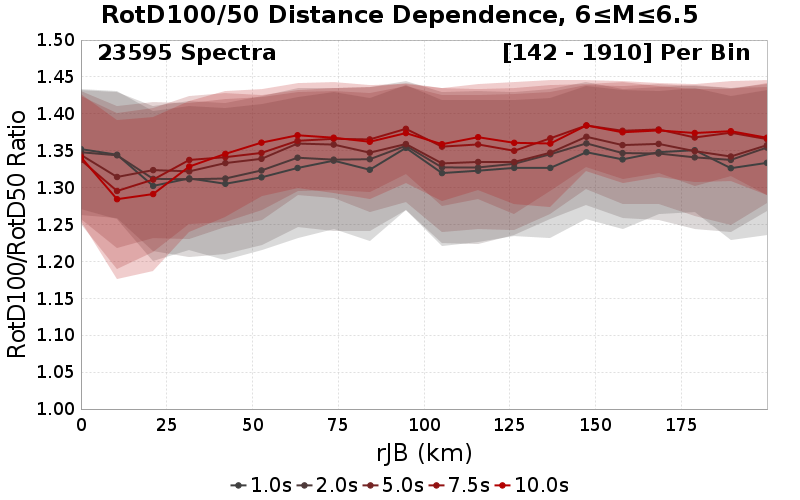 RotD100/50 Distance Dependence, 6≤M≤6.5
23595 Spectra
[142 - 1910] Per Bin
RotD100/RotD50 Ratio
1.50
1.45
1.40
1.35
1.30
1.25
1.20
1.15
1.10
1.05
1.00
0 25 50 75 100 125 150 175
rJB (km)
1.0s 2.0s 5.0s 7.5s 10.0s